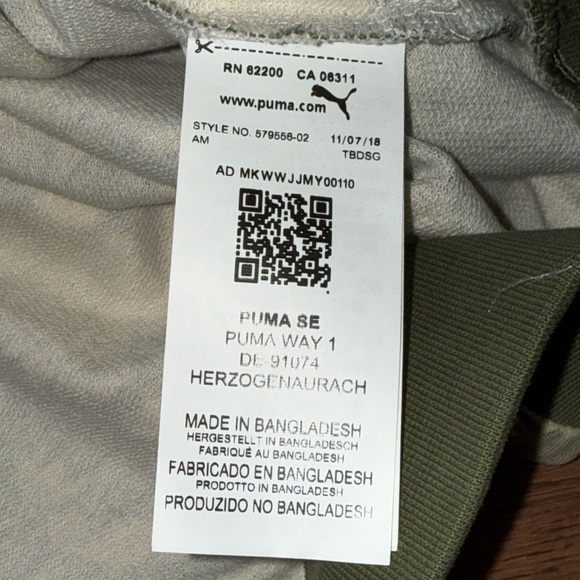 RN 62200 CA 06311
www.puma.com
STYLE NO. 579556-02 11/07/18
AM TBDSG
AD MKWWJJMY00110
PUMA SE
PUMA WAY 1
DE-91074
HERZOGENAURACH
MADE IN BANGLADESH
HERGESTELLT IN BANGLADESCH
FABRIQUÉ AU BANGLADESH
FABRICADO EN BANGLADESH
PRODOTTO IN BANGLADESH
PRODUZIDO NO BANGLADESH